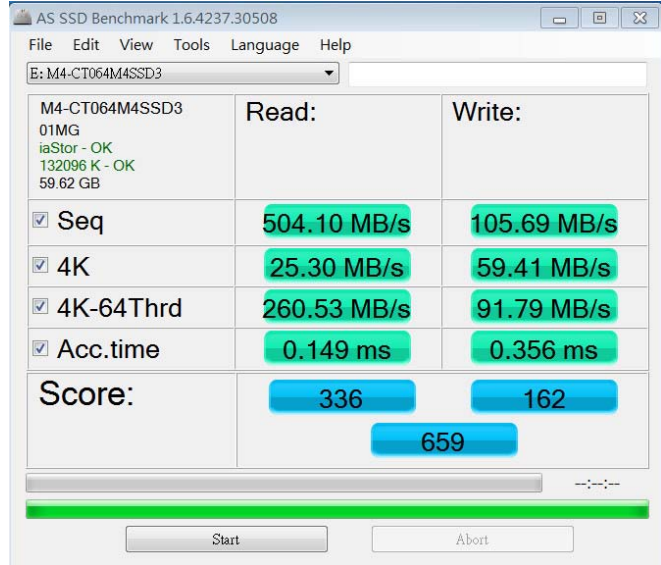 AS SSD Benchmark 1.6.4237.30508
File Edit View Tools Language Help
E: M4-CT064M4SSD3
M4-CT064M4SSD3 Read: Write:
01MG
iaStor - OK
132096 K - OK
59.62 GB
Seq 504.10 MB/s 105.69 MB/s
4K 25.30 MB/s 59.41 MB/s
4K-64Thrd 260.53 MB/s 91.79 MB/s
Acc.time 0.149 ms 0.356 ms
Score: 336 162
659
--:--:--
Start Abort